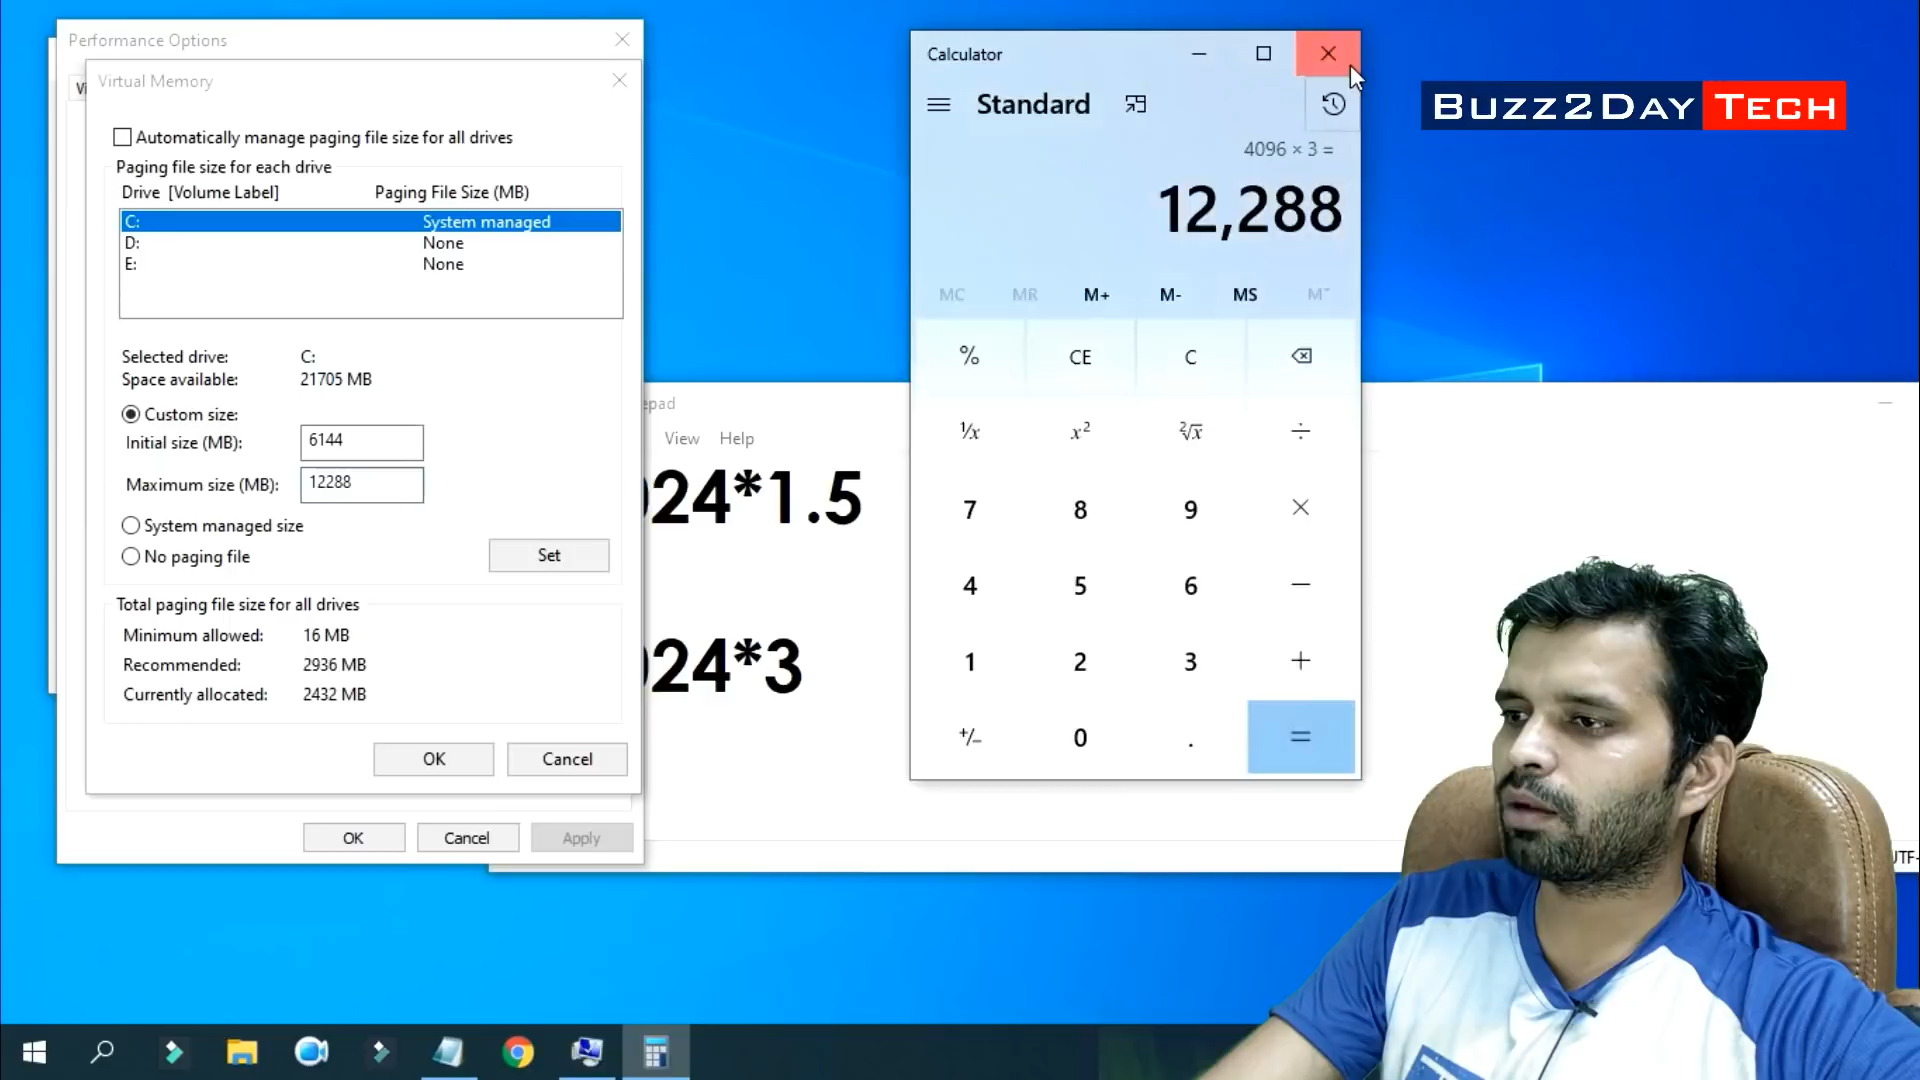 Performance Options
Virtual Memory
Automatically manage paging file size for all drives
Paging file size for each drive
Drive [Volume Label] Paging File Size (MB)
C: System managed
D: None
E: None
Selected drive: C:
Space available: 21705 MB
Custom size:
Initial size (MB): 6144
Maximum size (MB): 12288
System managed size
No paging file
Set
Total paging file size for all drives
Minimum allowed: 16 MB
Recommended: 2936 MB
Currently allocated: 2432 MB
OK Cancel
OK Cancel Apply
View Help
024*1.5
024*3
Calculator
Standard
4096 × 3 =
12,288
MC MR M+ M- MS M˅
% CE C
¹/x x² ²√x ÷
7 8 9 ×
4 5 6 −
1 2 3 +
+/− 0 . =
Buzz2Day Tech